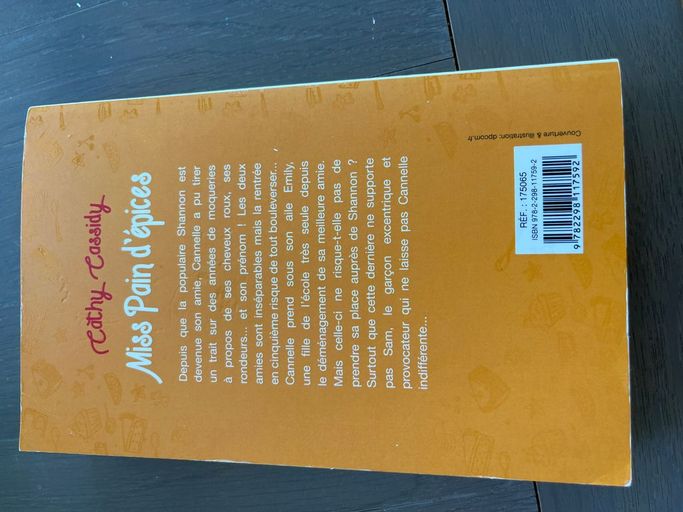 Cathy Cassidy
Miss Pain d'épices
Depuis que la populaire Shannon est
devenue son amie, Cannelle a pu tirer
un trait sur des années de moqueries
à propos de ses cheveux roux, ses
rondeurs... et son prénom ! Les deux
amies sont inséparables mais la rentrée
en cinquième risque de tout bouleverser...
Cannelle prend sous son aile Emily,
une fille de l'école très seule depuis
le déménagement de sa meilleure amie.
Mais celle-ci ne risque-t-elle pas de
prendre sa place auprès de Shannon ?
Surtout que cette dernière ne supporte
pas Sam, le garçon excentrique et
provocateur qui ne laisse pas Cannelle
indifférente...
Couverture & illustration: dpcom.fr
RÉF. : 175065
ISBN 978-2-298-11759-2
9 782298 117592